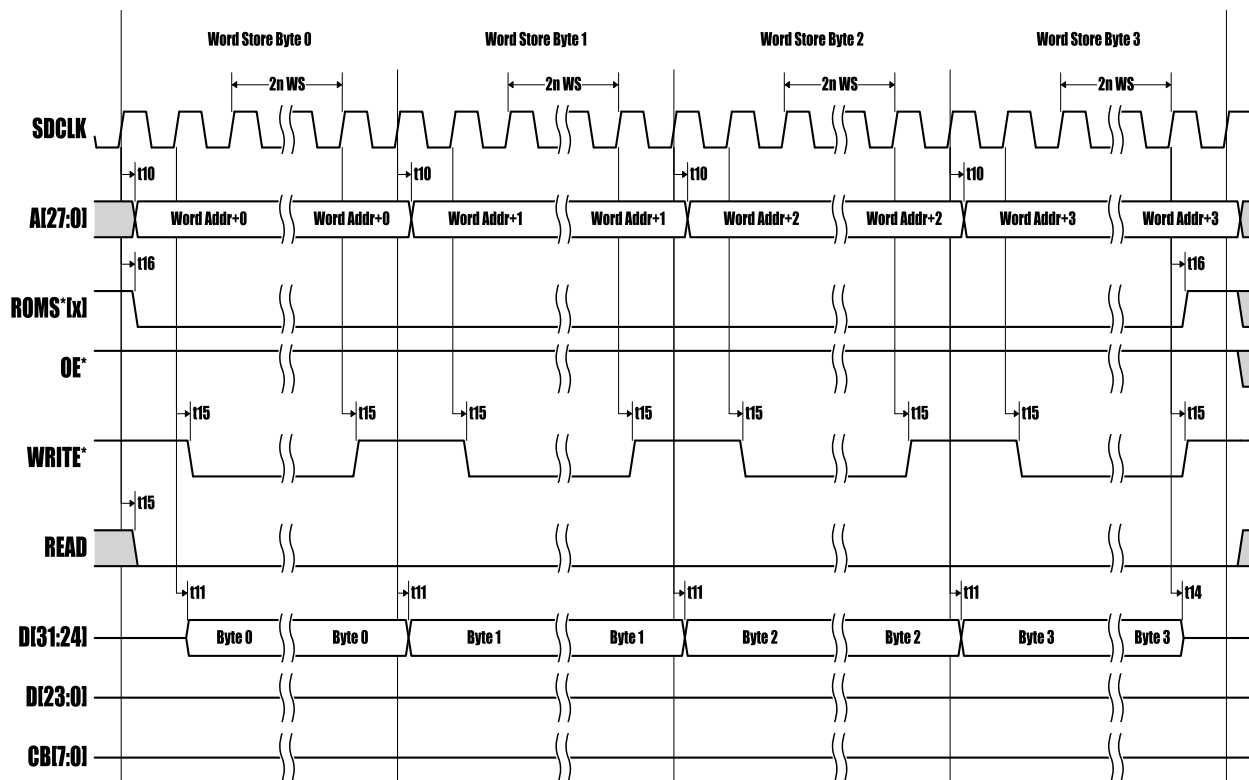 Word Store Byte 0 Word Store Byte 1 Word Store Byte 2 Word Store Byte 3
2n WS 2n WS 2n WS 2n WS
SDCLK
t10 t10 t10 t10
A[27:0] Word Addr+0 Word Addr+0 Word Addr+1 Word Addr+1 Word Addr+2 Word Addr+2 Word Addr+3 Word Addr+3
t16 t16
ROMS*[x]
OE*
t15 t15 t15 t15 t15 t15 t15 t15
WRITE*
t15
READ
t11 t11 t11 t11 t14
D[31:24] Byte 0 Byte 0 Byte 1 Byte 1 Byte 2 Byte 2 Byte 3 Byte 3
D[23:0]
CB[7:0]